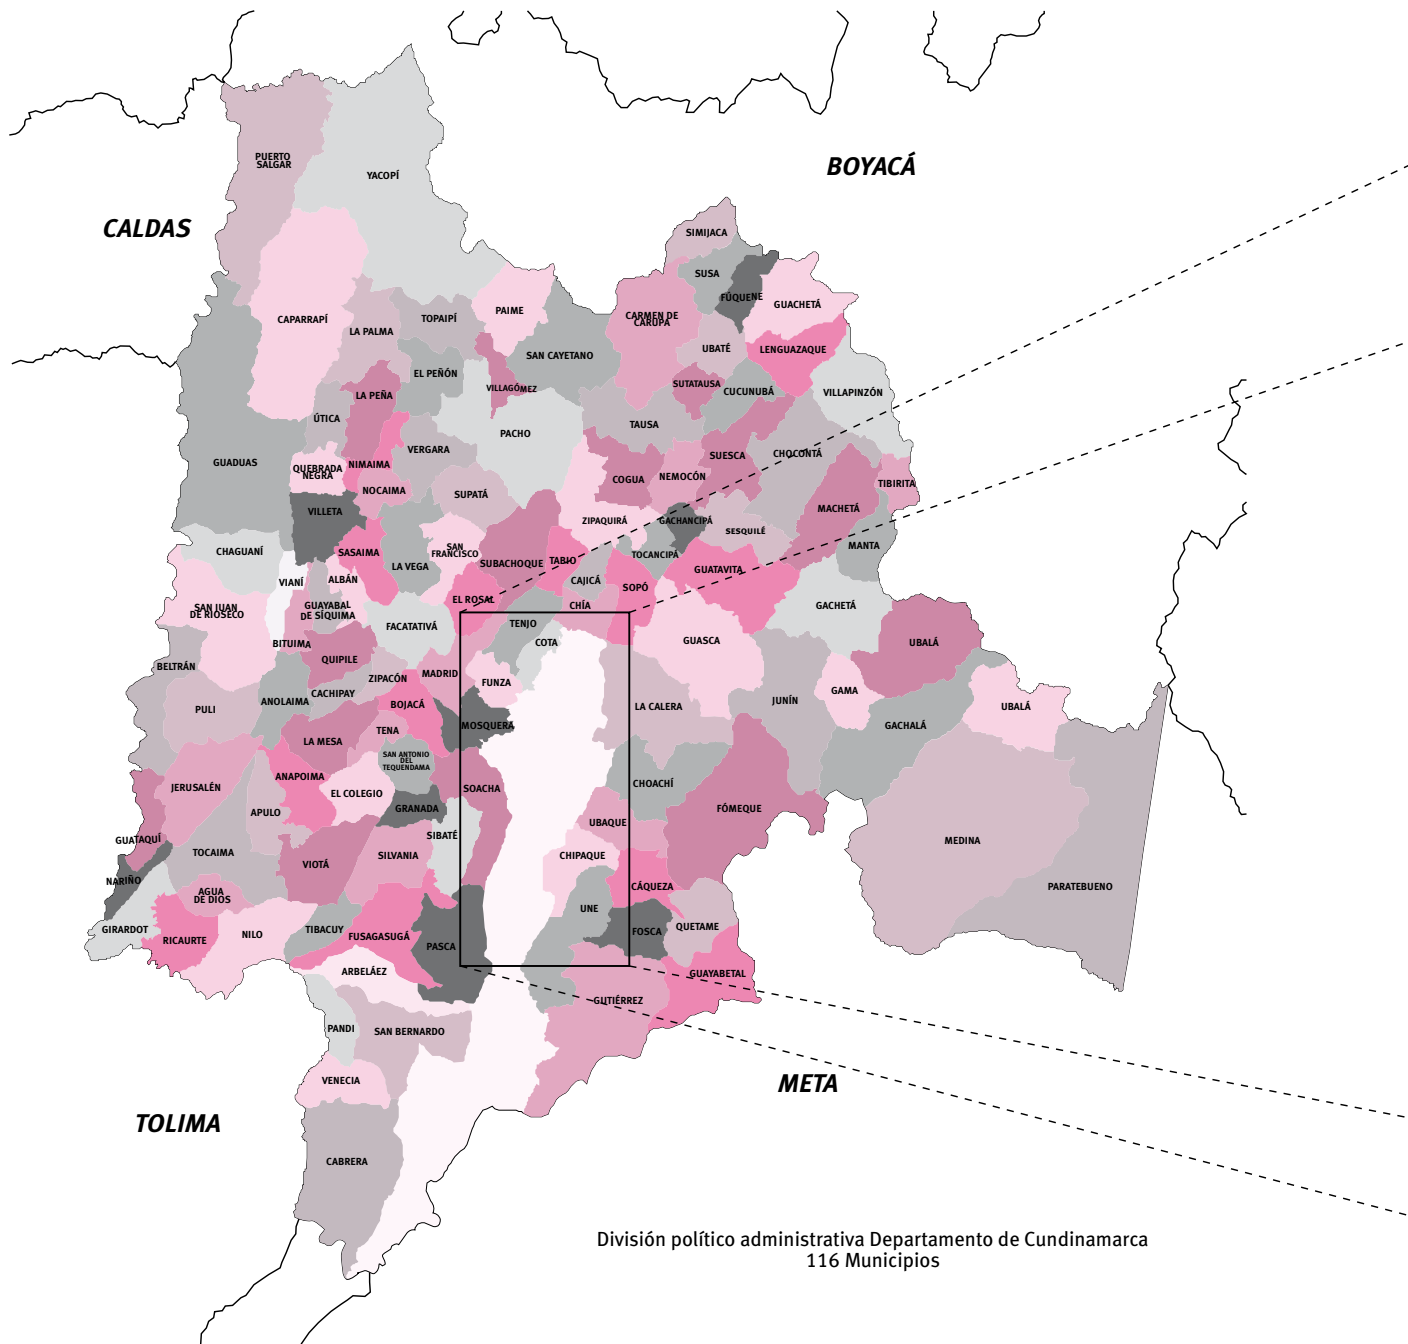 PUERTO
SALGAR
YACOPÍ
BOYACÁ
CALDAS
SIMIJACA
SUSA
FÚQUENE
GUACHETÁ
CAPARRAPÍ
LA PALMA
TOPAIPÍ
PAIME
CARMEN DE
CARUPA
SAN CAYETANO
UBATÉ
LENGUAZAQUE
EL PEÑÓN
VILLAGÓMEZ
SUTATAUSA
CUCUNUBÁ
VILLAPINZÓN
LA PEÑA
ÚTICA
PACHO
TAUSA
VERGARA
GUADUAS
QUEBRADA
NEGRA
NIMAIMA
NOCAIMA
SUPATÁ
COGUA
NEMOCÓN
SUESCA
CHOCONTÁ
TIBIRITA
MACHETÁ
VILLETA
ZIPAQUIRÁ
GACHANCIPÁ
SESQUILÉ
MANTA
CHAGUANÍ
SASAIMA
LA VEGA
SAN
FRANCISCO
SUBACHOQUE
TABIO
TOCANCIPÁ
GUATAVITA
VIANÍ
ALBÁN
CAJICÁ
SOPÓ
EL ROSAL
CHÍA
GACHETÁ
SAN JUAN
DE RIOSECO
GUAYABAL
DE SÍQUIMA
FACATATIVÁ
TENJO
COTA
GUASCA
UBALÁ
BITUIMA
QUIPILE
BELTRÁN
ZIPACÓN
MADRID
FUNZA
CACHIPAY
ANOLAIMA
PULI
BOJACÁ
LA CALERA
JUNÍN
GAMA
UBALÁ
GACHALÁ
MOSQUERA
TENA
LA MESA
SAN ANTONIO
DEL
TEQUENDAMA
ANAPOIMA
JERUSALÉN
EL COLEGIO
SOACHA
CHOACHÍ
APULO
GRANADA
FÓMEQUE
UBAQUE
SIBATÉ
GUATAQUÍ
TOCAIMA
VIOTÁ
SILVANIA
CHIPAQUE
MEDINA
NARIÑO
AGUA
DE DIOS
CÁQUEZA
PARATEBUENO
UNE
GIRARDOT
RICAURTE
NILO
TIBACUY
FUSAGASUGÁ
PASCA
FOSCA
QUETAME
ARBELÁEZ
GUAYABETAL
GUTIÉRREZ
PANDI
SAN BERNARDO
VENECIA
META
TOLIMA
CABRERA
División político administrativa Departamento de Cundinamarca
116 Municipios